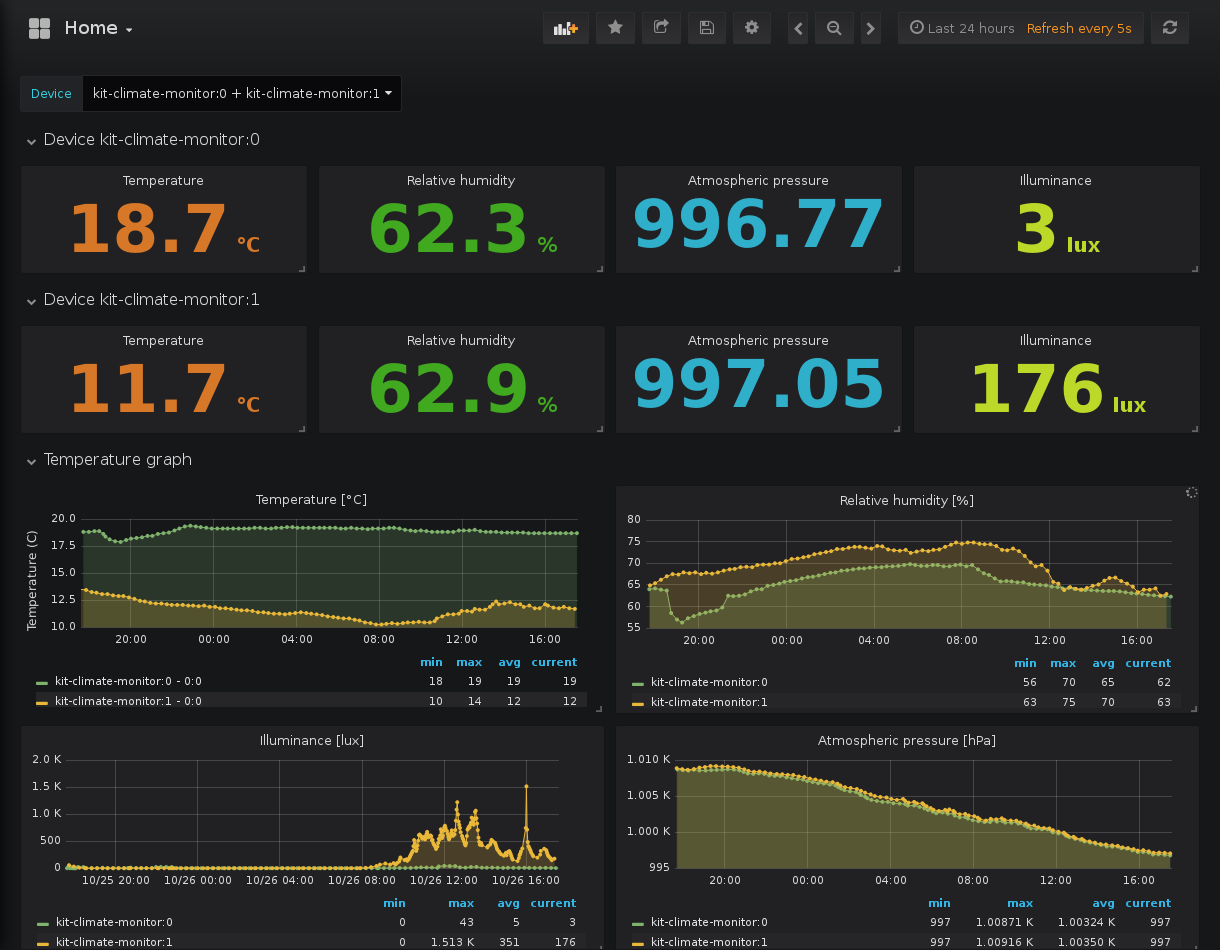 Home
Last 24 hours Refresh every 5s
Device kit-climate-monitor:0 + kit-climate-monitor:1
Device kit-climate-monitor:0
Temperature Relative humidity Atmospheric pressure Illuminance
18.7 °C 62.3 % 996.77 3 lux
Device kit-climate-monitor:1
Temperature Relative humidity Atmospheric pressure Illuminance
11.7 °C 62.9 % 997.05 176 lux
Temperature graph
Temperature [°C]
Temperature (C)
20.0
17.5
15.0
12.5
10.0
20:00 00:00 04:00 08:00 12:00 16:00
min max avg current
kit-climate-monitor:0 - 0:0 18 19 19 19
kit-climate-monitor:1 - 0:0 10 14 12 12
Relative humidity [%]
80
75
70
65
60
55
20:00 00:00 04:00 08:00 12:00 16:00
min max avg current
kit-climate-monitor:0 56 70 65 62
kit-climate-monitor:1 63 75 70 63
Illuminance [lux]
2.0 K
1.5 K
1.0 K
500
0
10/25 20:00 10/26 00:00 10/26 04:00 10/26 08:00 10/26 12:00 10/26 16:00
min max avg current
kit-climate-monitor:0 0 43 5 3
kit-climate-monitor:1 0 1.513 K 351 176
Atmospheric pressure [hPa]
1.010 K
1.005 K
1.000 K
995
20:00 00:00 04:00 08:00 12:00 16:00
min max avg current
kit-climate-monitor:0 997 1.00871 K 1.00324 K 997
kit-climate-monitor:1 997 1.00916 K 1.00350 K 997